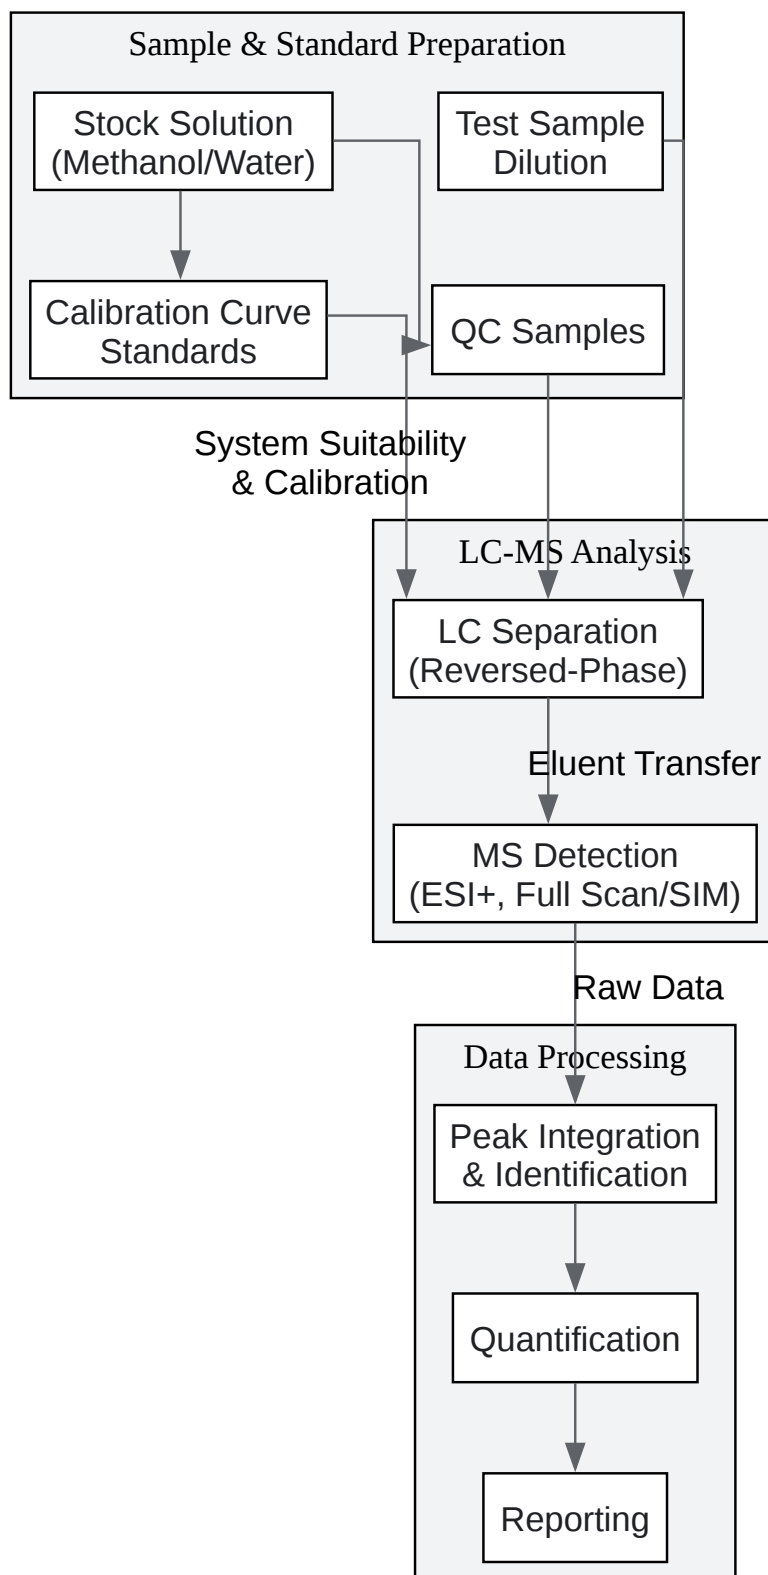 Sample & Standard Preparation
Stock Solution
(Methanol/Water)
Test Sample
Dilution
Calibration Curve
Standards
QC Samples
System Suitability
& Calibration
LC-MS Analysis
LC Separation
(Reversed-Phase)
Eluent Transfer
MS Detection
(ESI+, Full Scan/SIM)
Raw Data
Data Processing
Peak Integration
& Identification
Quantification
Reporting